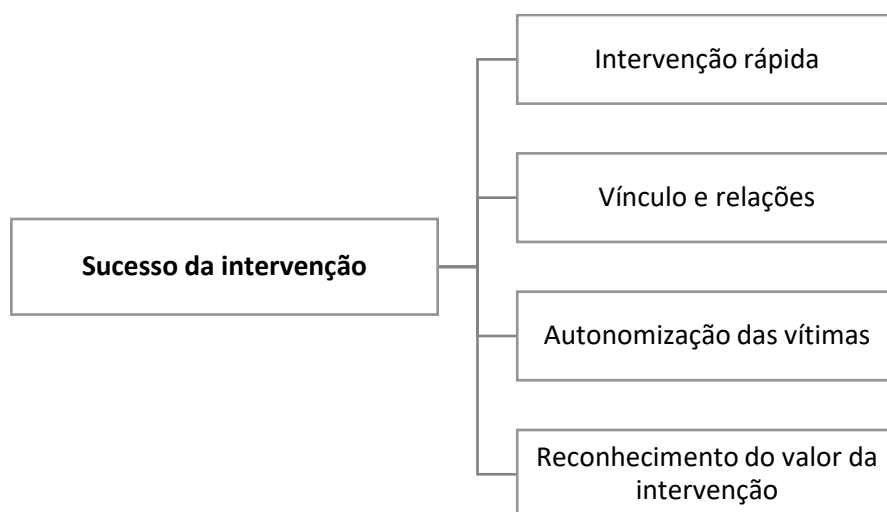 Intervenção rápida
Vínculo e relações
Sucesso da intervenção
Autonomização das vítimas
Reconhecimento do valor da
intervenção